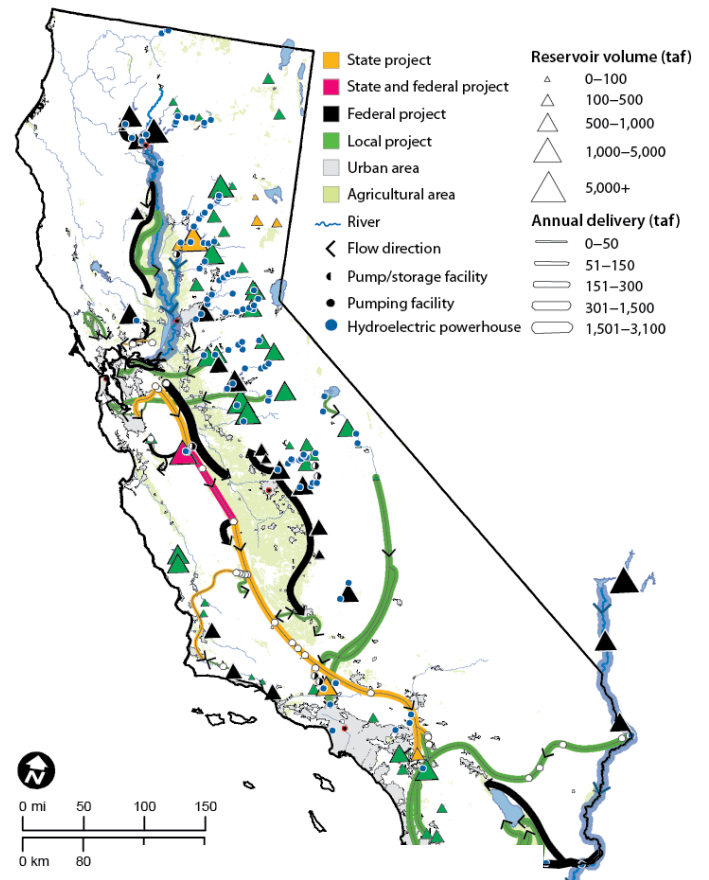 State project
State and federal project
Federal project
Local project
Urban area
Agricultural area
River
Flow direction
Pump/storage facility
Pumping facility
Hydroelectric powerhouse
Reservoir volume (taf)
0–100
100–500
500–1,000
1,000–5,000
5,000+
Annual delivery (taf)
0–50
51–150
151–300
301–1,500
1,501–3,100
N
0 mi 50 100 150
0 km 80